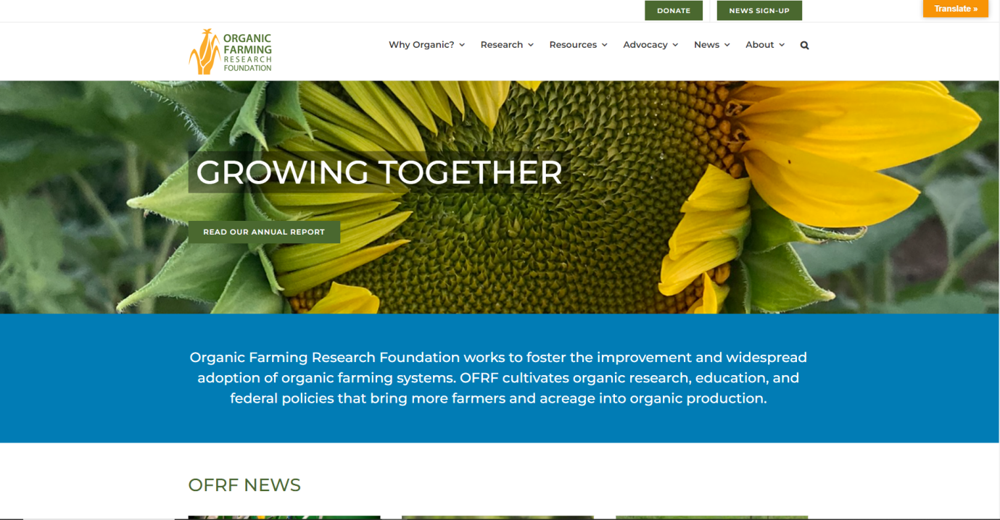 DONATE
NEWS SIGN-UP
Translate »
ORGANIC
FARMING
RESEARCH
FOUNDATION
Why Organic?
Research
Resources
Advocacy
News
About
GROWING TOGETHER
READ OUR ANNUAL REPORT
Organic Farming Research Foundation works to foster the improvement and widespread
adoption of organic farming systems. OFRF cultivates organic research, education, and
federal policies that bring more farmers and acreage into organic production.
OFRF NEWS